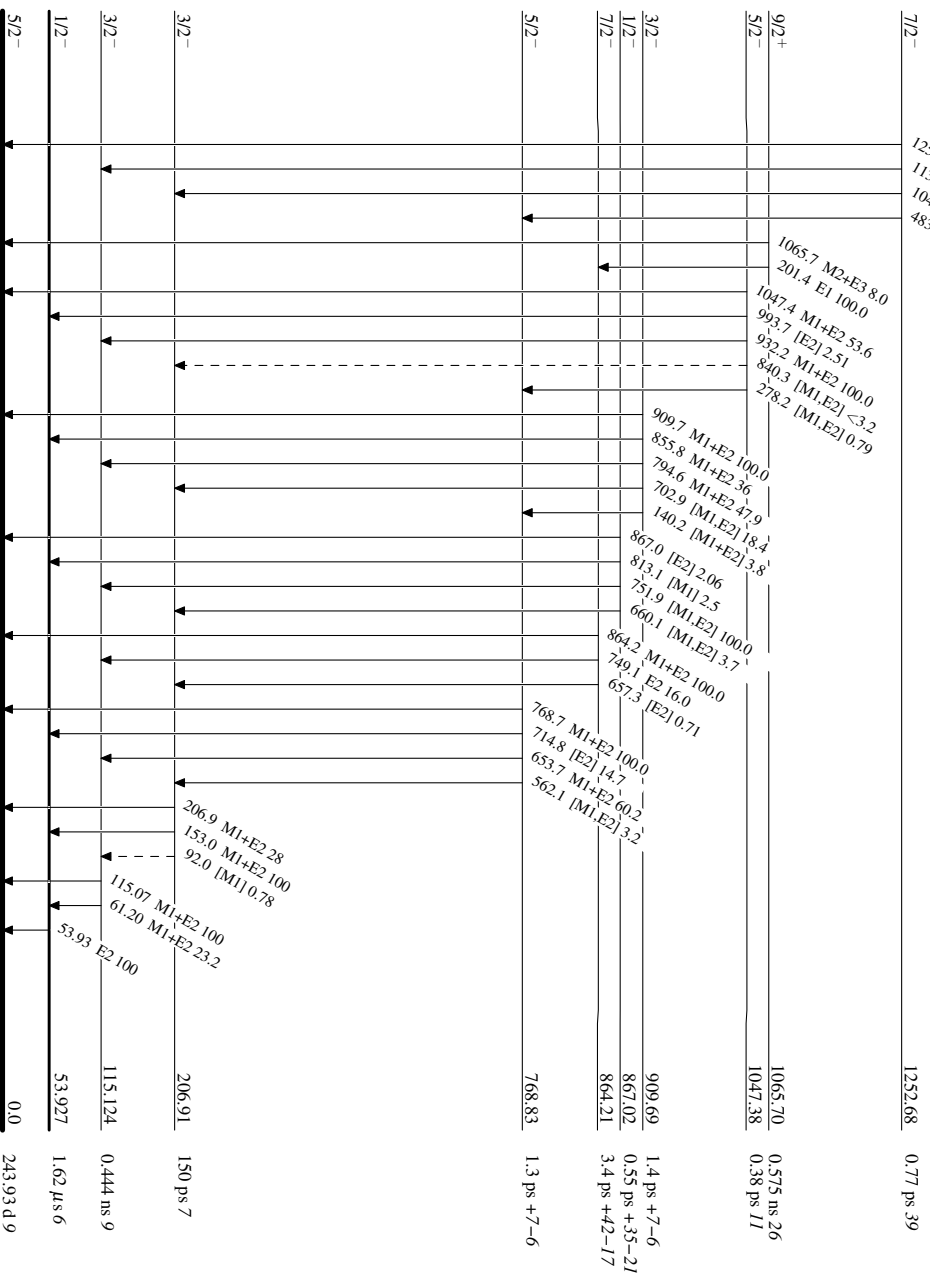 7/2−
9/2+
5/2−
3/2−
1/2−
7/2−
5/2−
3/2−
3/2−
1/2−
5/2−
125
113
104
483
1065.7 M2+E3 8.0
201.4 E1 100.0
1047.4 M1+E2 53.6
993.7 [E2] 2.51
932.2 M1+E2 100.0
840.3 [M1,E2] <3.2
278.2 [M1,E2] 0.79
909.7 M1+E2 100.0
855.8 M1+E2 36
794.6 M1+E2 47.9
702.9 [M1,E2] 18.4
140.2 [M1+E2] 3.8
867.0 [E2] 2.06
813.1 [M1] 2.5
751.9 [M1,E2] 100.0
660.1 [M1,E2] 3.7
864.2 M1+E2 100.0
749.1 E2 16.0
657.3 [E2] 0.71
768.7 M1+E2 100.0
714.8 [E2] 14.7
653.7 M1+E2 60.2
562.1 [M1,E2] 3.2
206.9 M1+E2 28
153.0 M1+E2 100
92.0 [M1] 0.78
115.07 M1+E2 100
61.20 M1+E2 23.2
53.93 E2 100
1252.68 0.77 ps 39
1065.70 0.575 ns 26
1047.38 0.38 ps 11
909.69 1.4 ps +7−6
867.02 0.55 ps +35−21
864.21 3.4 ps +42−17
768.83 1.3 ps +7−6
206.91 150 ps 7
115.124 0.444 ns 9
53.927 1.62 μs 6
0.0 243.93 d 9